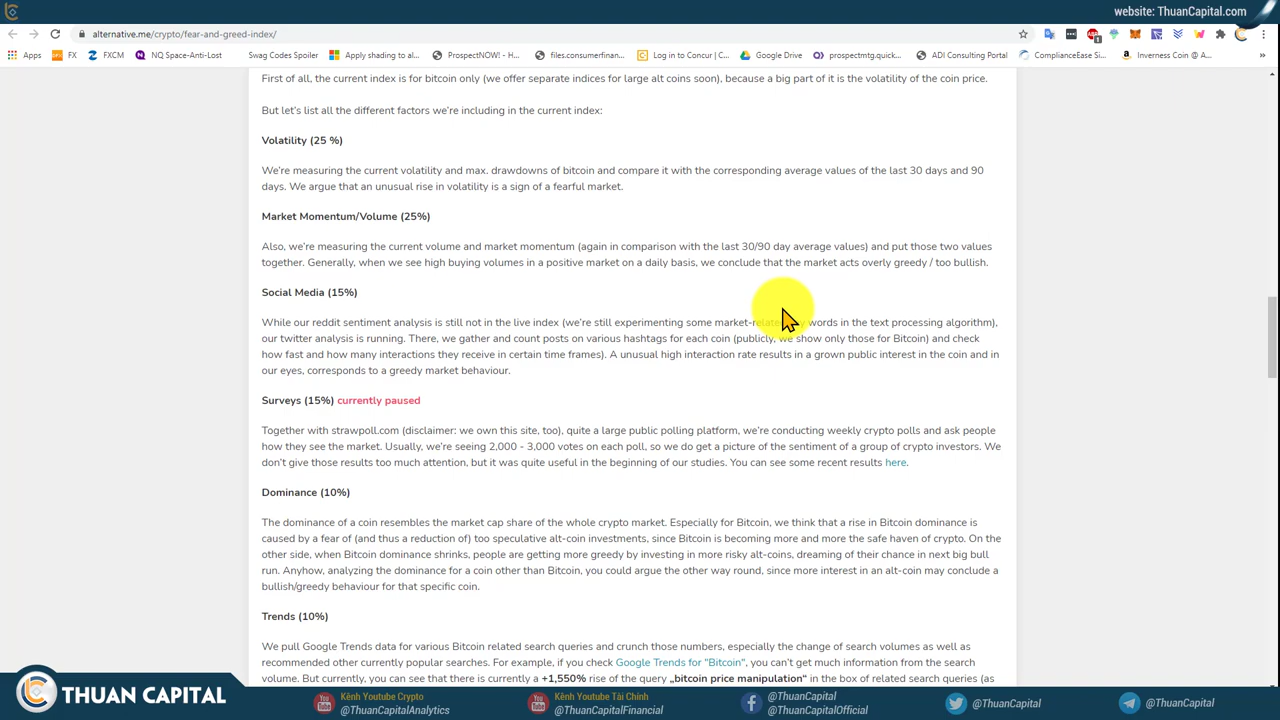 website: ThuanCapital.com
alternative.me/crypto/fear-and-greed-index/
Apps
FX
FXCM
NQ Space-Anti-Lost
Swag Codes Spoiler
Apply shading to al...
ProspectNOW! - H...
files.consumerfinan...
Log in to Concur | C...
Google Drive
prospectmtg.quick...
ADI Consulting Portal
ComplianceEase Si...
Inverness Coin @ A...
First of all, the current index is for bitcoin only (we offer separate indices for large alt coins soon), because a big part of it is the volatility of the coin price.
But let's list all the different factors we're including in the current index:
Volatility (25 %)
We're measuring the current volatility and max. drawdowns of bitcoin and compare it with the corresponding average values of the last 30 days and 90
days. We argue that an unusual rise in volatility is a sign of a fearful market.
Market Momentum/Volume (25%)
Also, we're measuring the current volume and market momentum (again in comparison with the last 30/90 day average values) and put those two values
together. Generally, when we see high buying volumes in a positive market on a daily basis, we conclude that the market acts overly greedy / too bullish.
Social Media (15%)
While our reddit sentiment analysis is still not in the live index (we're still experimenting some market-related words in the text processing algorithm),
our twitter analysis is running. There, we gather and count posts on various hashtags for each coin (publicly, we show only those for Bitcoin) and check
how fast and how many interactions they receive in certain time frames). A unusual high interaction rate results in a grown public interest in the coin and in
our eyes, corresponds to a greedy market behaviour.
Surveys (15%) currently paused
Together with strawpoll.com (disclaimer: we own this site, too), quite a large public polling platform, we're conducting weekly crypto polls and ask people
how they see the market. Usually, we're seeing 2,000 - 3,000 votes on each poll, so we do get a picture of the sentiment of a group of crypto investors. We
don't give those results too much attention, but it was quite useful in the beginning of our studies. You can see some recent results here.
Dominance (10%)
The dominance of a coin resembles the market cap share of the whole crypto market. Especially for Bitcoin, we think that a rise in Bitcoin dominance is
caused by a fear of (and thus a reduction of) too speculative alt-coin investments, since Bitcoin is becoming more and more the safe haven of crypto. On the
other side, when Bitcoin dominance shrinks, people are getting more greedy by investing in more risky alt-coins, dreaming of their chance in next big bull
run. Anyhow, analyzing the dominance for a coin other than Bitcoin, you could argue the other way round, since more interest in an alt-coin may conclude a
bullish/greedy behaviour for that specific coin.
Trends (10%)
We pull Google Trends data for various Bitcoin related search queries and crunch those numbers, especially the change of search volumes as well as
recommended other currently popular searches. For example, if you check Google Trends for "Bitcoin", you can't get much information from the search
volume. But currently, you can see that there is currently a +1,550% rise of the query „bitcoin price manipulation“ in the box of related search queries (as
THUAN CAPITAL
Kênh Youtube Crypto
@ThuanCapitalAnalytics
Kênh Youtube Tài Chính
@ThuanCapitalFinancial
@ThuanCapital
@ThuanCapitalOfficial
@ThuanCapital
@ThuanCapital